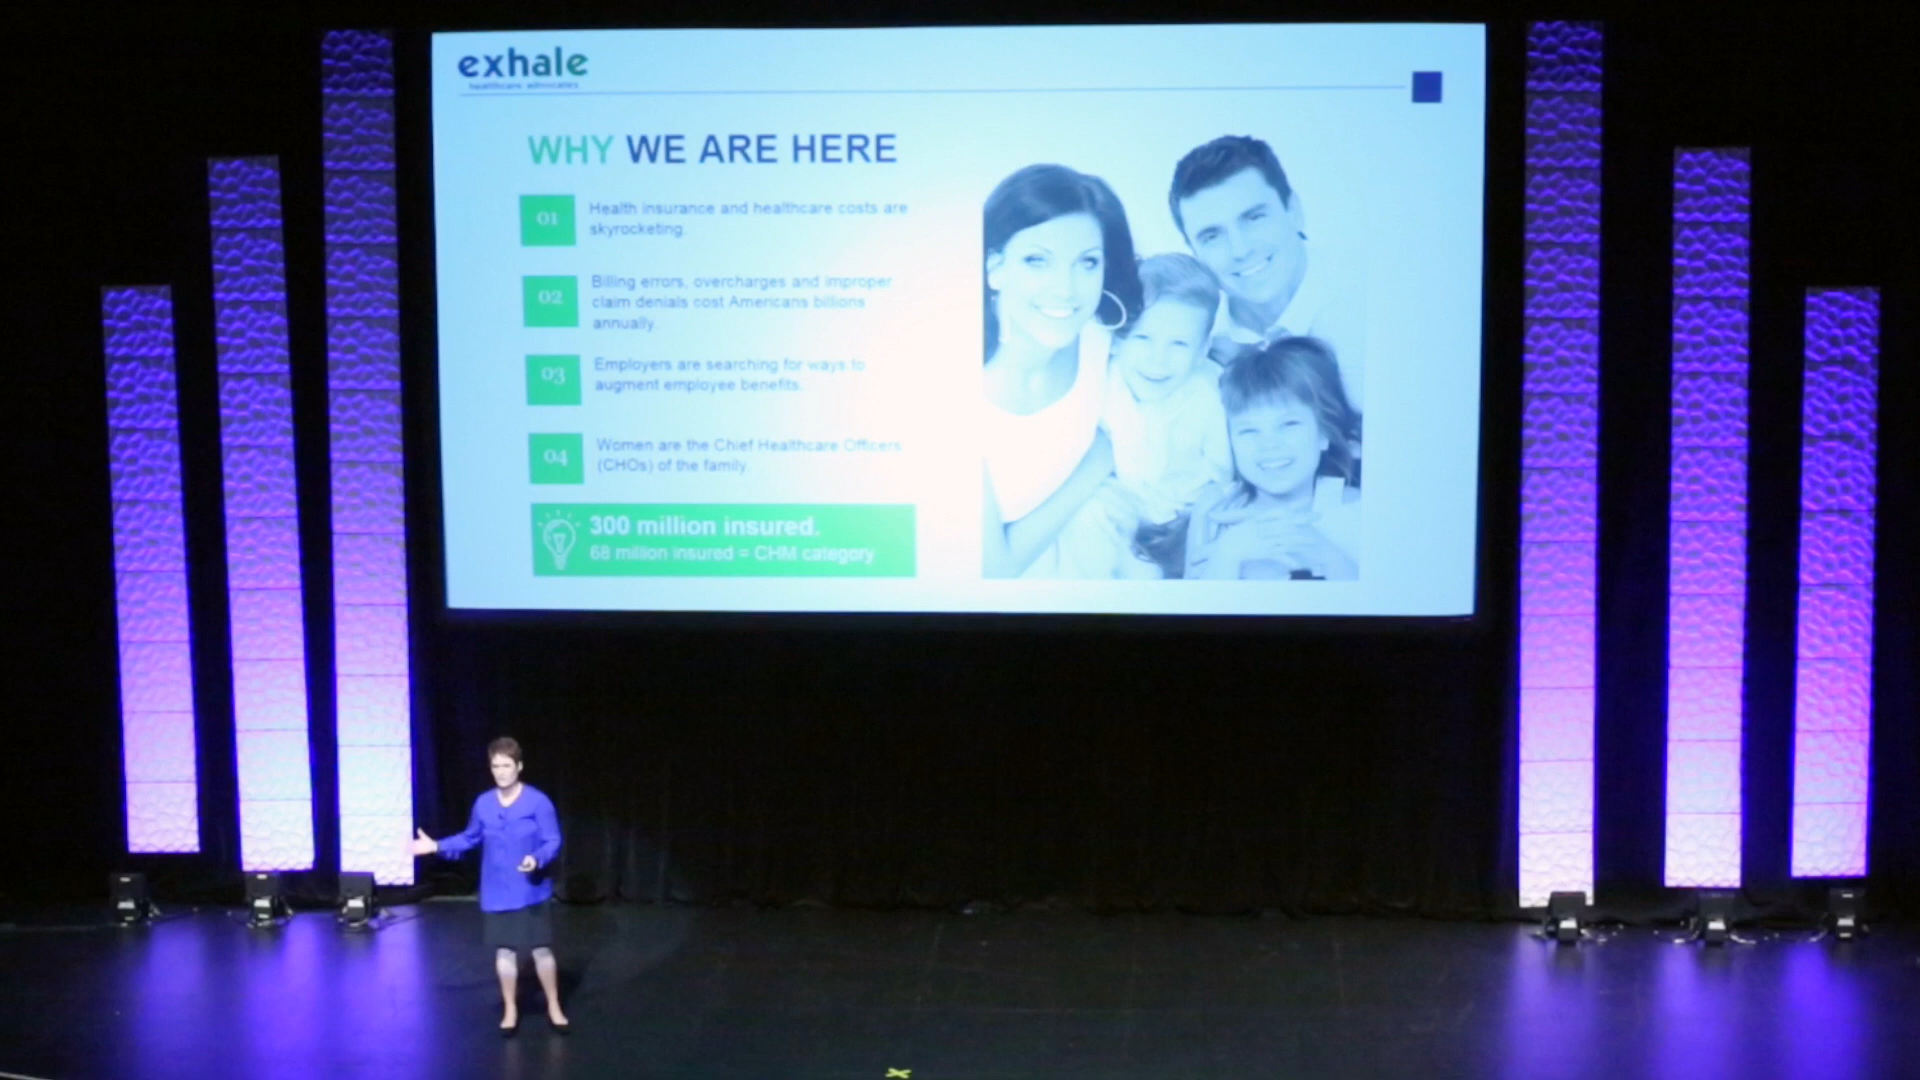 exhale
healthcare advocates
WHY WE ARE HERE
01
Health insurance and healthcare costs are
skyrocketing.
02
Billing errors, overcharges and improper
claim denials cost Americans billions
annually.
03
Employers are searching for ways to
augment employee benefits.
04
Women are the Chief Healthcare Officers
(CHOs) of the family.
300 million insured.
68 million insured = CHM category